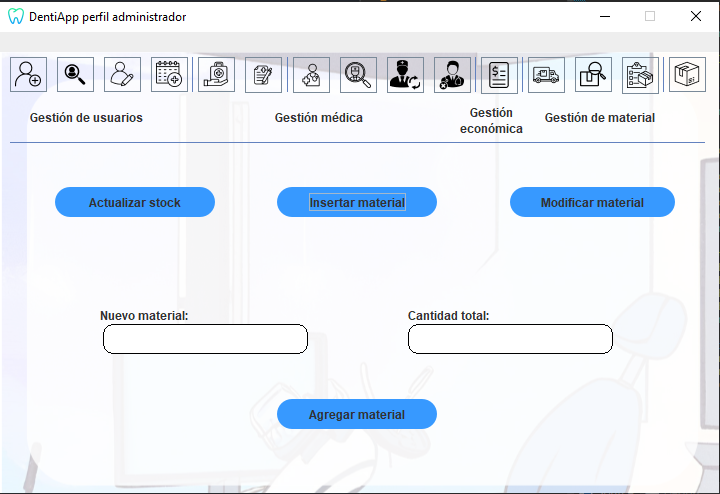 DentiApp perfil administrador
Gestión de usuarios
Gestión médica
Gestión
económica
Gestión de material
Actualizar stock
Insertar material
Modificar material
Nuevo material:
Cantidad total:
Agregar material